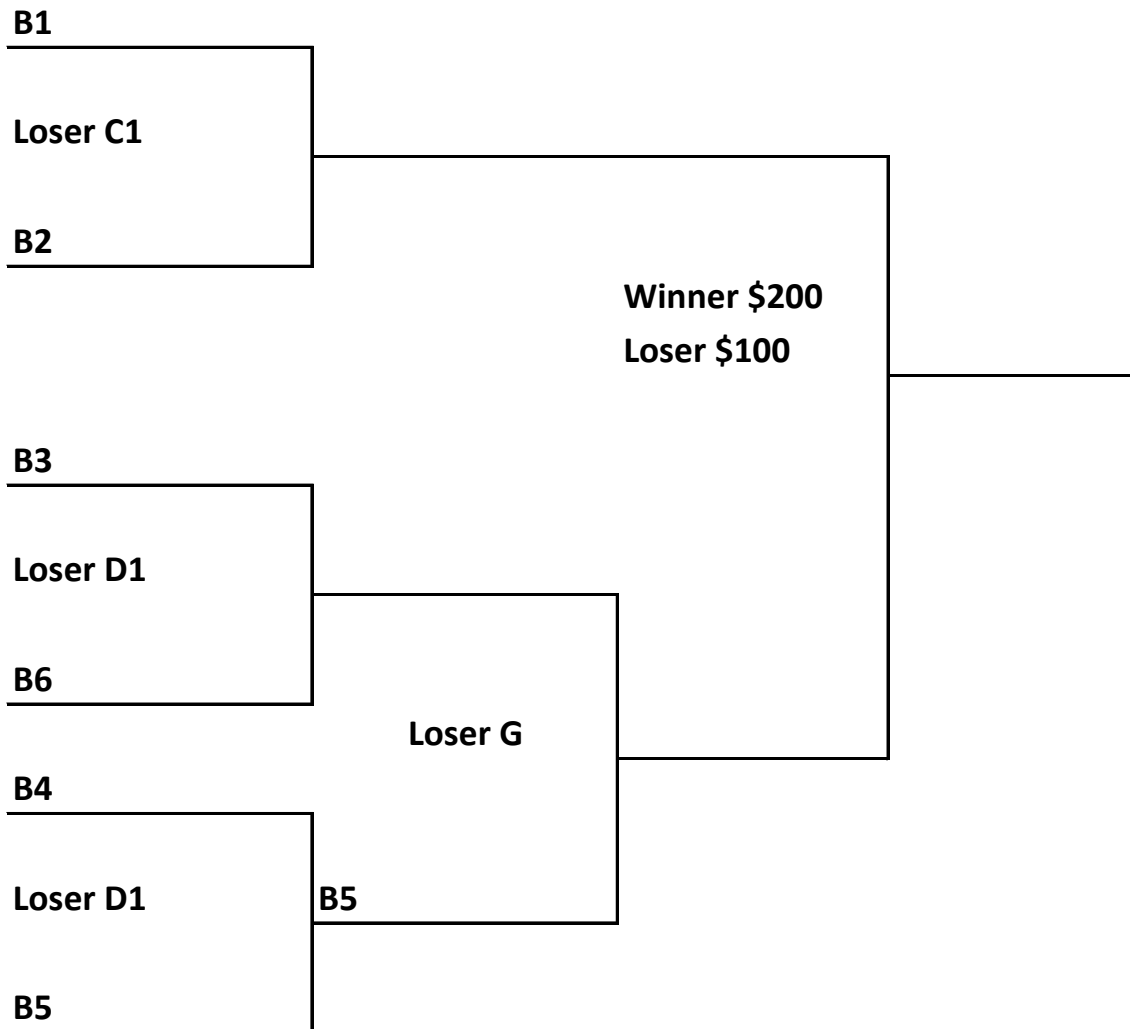 B1
Loser C1
B2
Winner $200
Loser $100
B3
Loser D1
B6
Loser G
B4
Loser D1
B5
B5